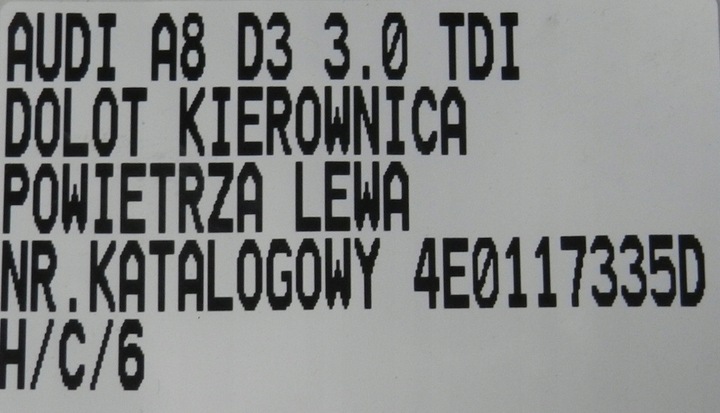 AUDI A8 D3 3.0 TDI
DOLOT KIEROWNICA
POWIETRZA LEWA
NR.KATALOGOWY 4E0117335D
H/C/6